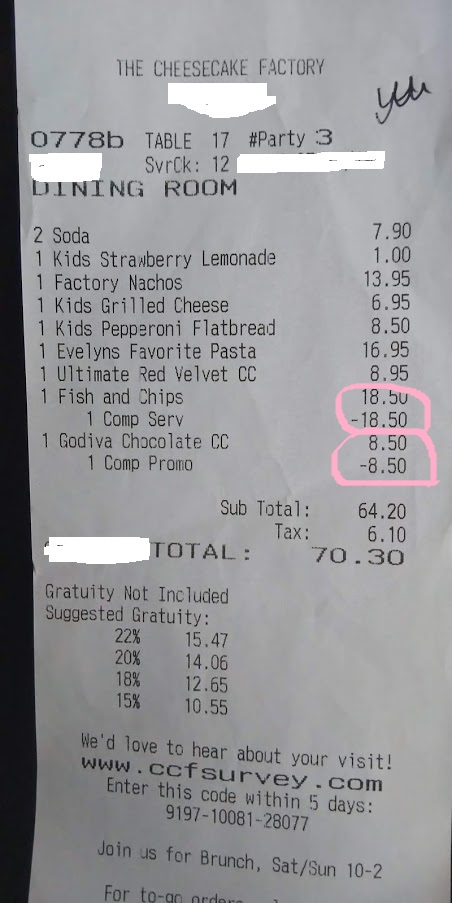 THE CHEESECAKE FACTORY
0778b TABLE 17 #Party 3
SvrCk: 12
DINING ROOM
2 Soda 7.90
1 Kids Strawberry Lemonade 1.00
1 Factory Nachos 13.95
1 Kids Grilled Cheese 6.95
1 Kids Pepperoni Flatbread 8.50
1 Evelyns Favorite Pasta 16.95
1 Ultimate Red Velvet CC 8.95
1 Fish and Chips 18.50
1 Comp Serv -18.50
1 Godiva Chocolate CC 8.50
1 Comp Promo -8.50
Sub Total: 64.20
Tax: 6.10
TOTAL: 70.30
Gratuity Not Included
Suggested Gratuity:
22% 15.47
20% 14.06
18% 12.65
15% 10.55
We'd love to hear about your visit!
www.ccfsurvey.com
Enter this code within 5 days:
9197-10081-28077
Join us for Brunch, Sat/Sun 10-2
For to-go orders